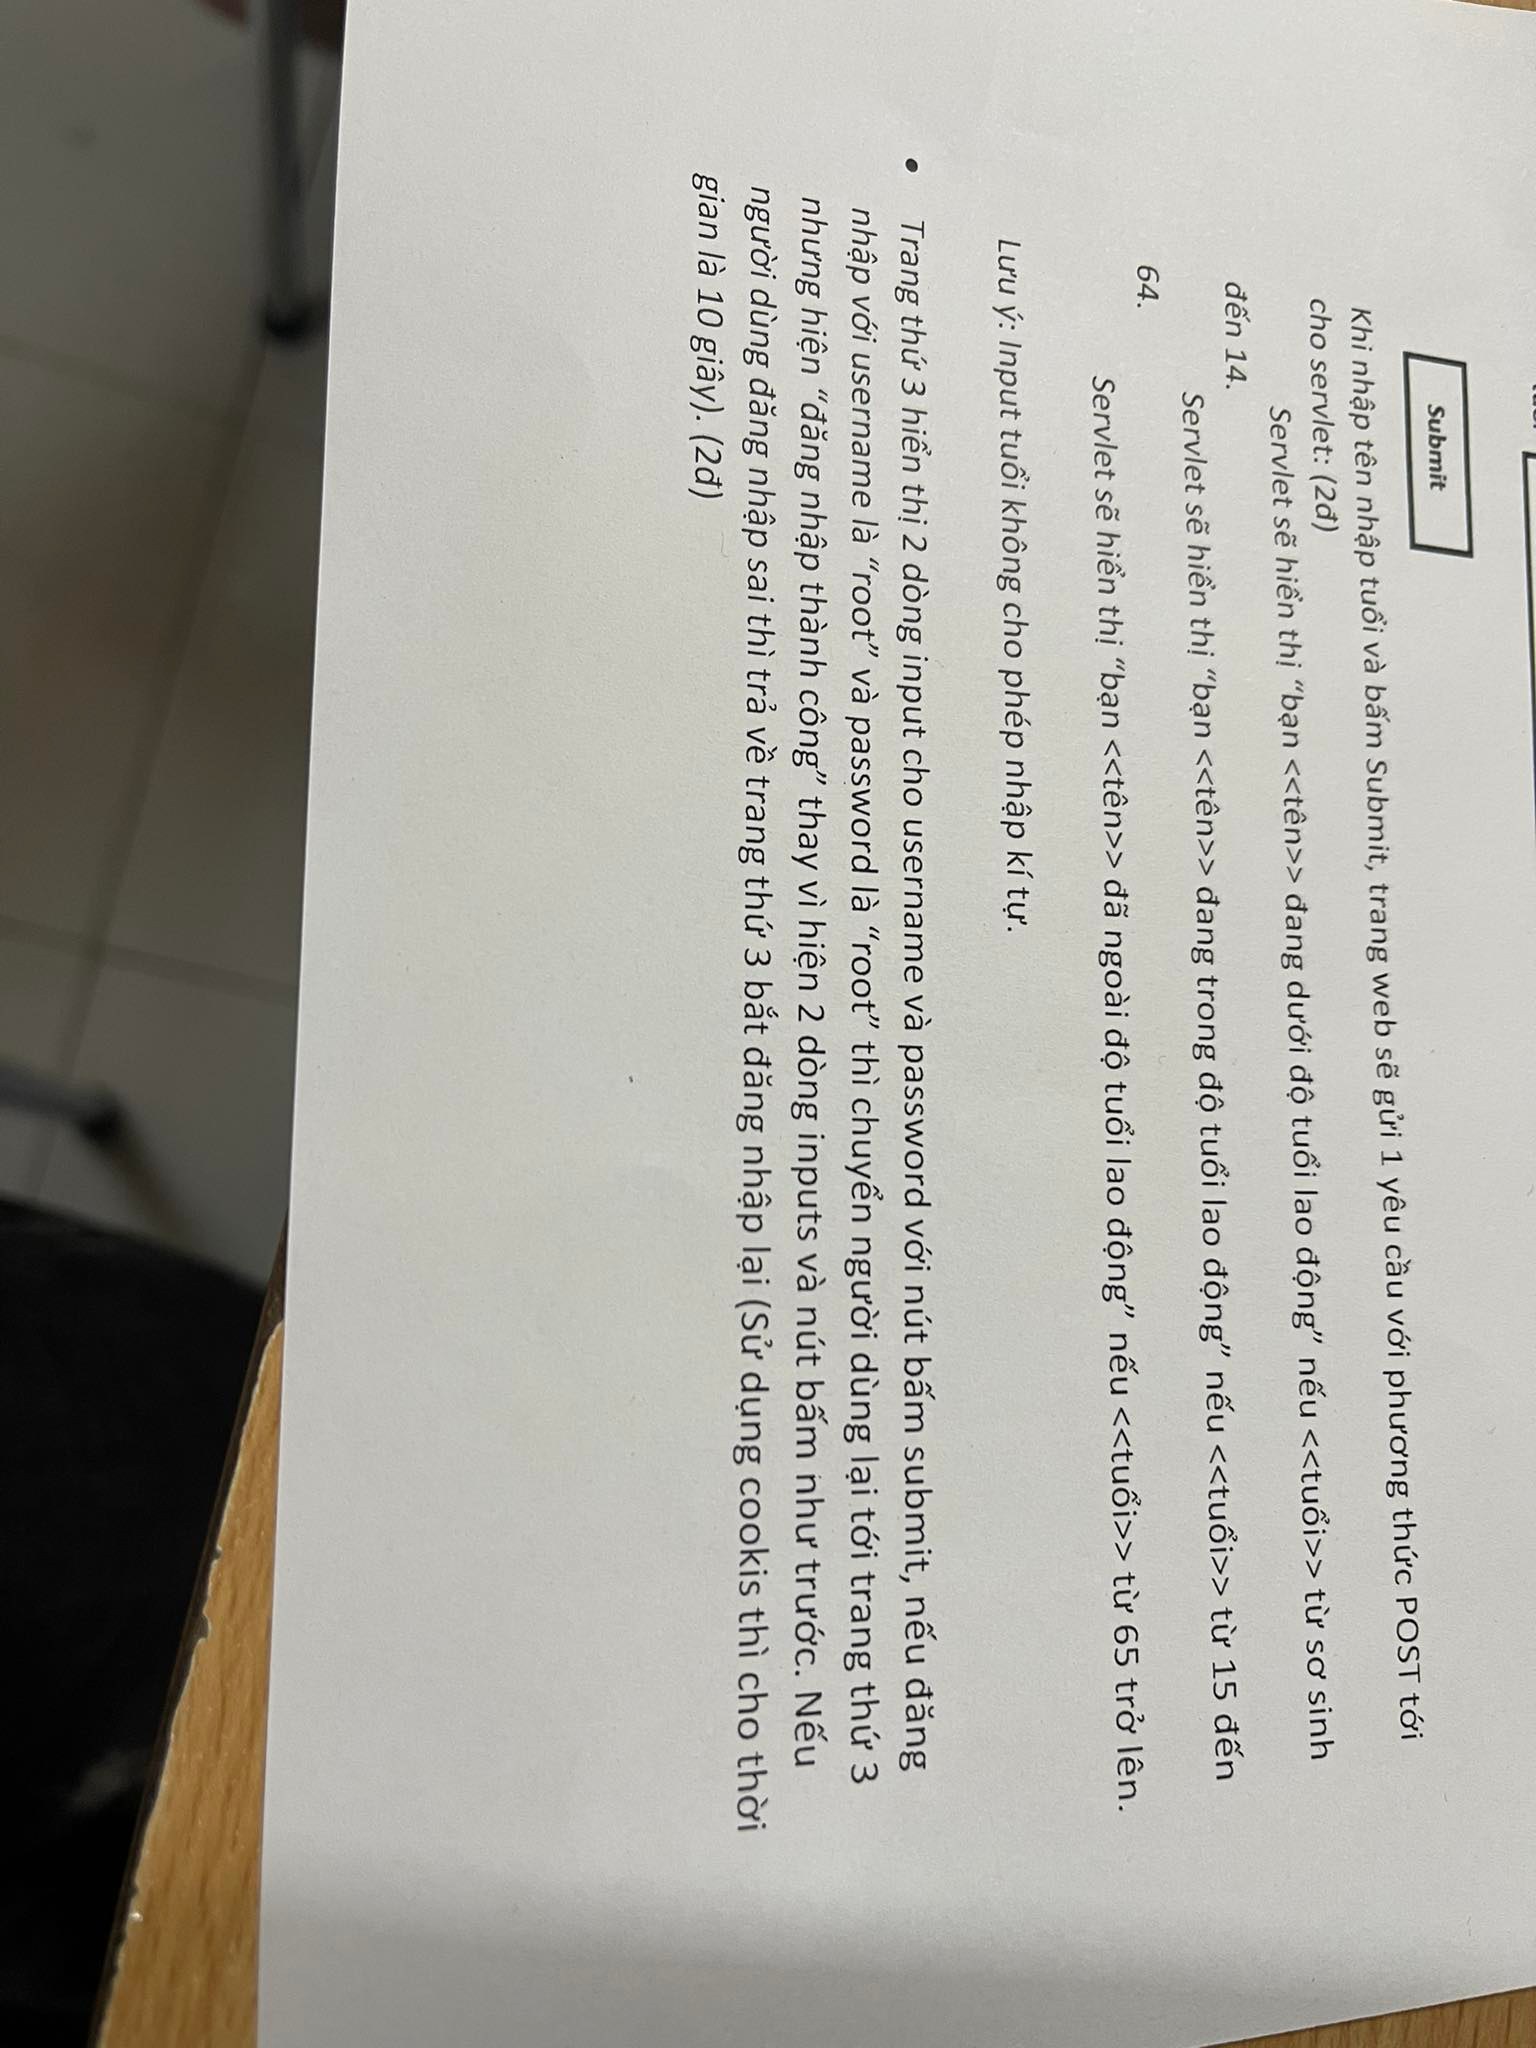 Submit
Khi nhập tên nhập tuổi và bấm Submit, trang web sẽ gửi 1 yêu cầu với phương thức POST tới
cho servlet: (2đ)
Servlet sẽ hiển thị “bạn <<tên>> đang dưới độ tuổi lao động” nếu <<tuổi>> từ sơ sinh
đến 14.
Servlet sẽ hiển thị “bạn <<tên>> đang trong độ tuổi lao động” nếu <<tuổi>> từ 15 đến
64.
Servlet sẽ hiển thị “bạn <<tên>> đã ngoài độ tuổi lao động” nếu <<tuổi>> từ 65 trở lên.
Lưu ý: Input tuổi không cho phép nhập kí tự.
• Trang thứ 3 hiển thị 2 dòng input cho username và password với nút bấm submit, nếu đăng
nhập với username là “root” và password là “root” thì chuyển người dùng lại tới trang thứ 3
nhưng hiện “đăng nhập thành công” thay vì hiện 2 dòng inputs và nút bấm như trước. Nếu
người dùng đăng nhập sai thì trả về trang thứ 3 bắt đăng nhập lại (Sử dụng cookis thì cho thời
gian là 10 giây). (2đ)